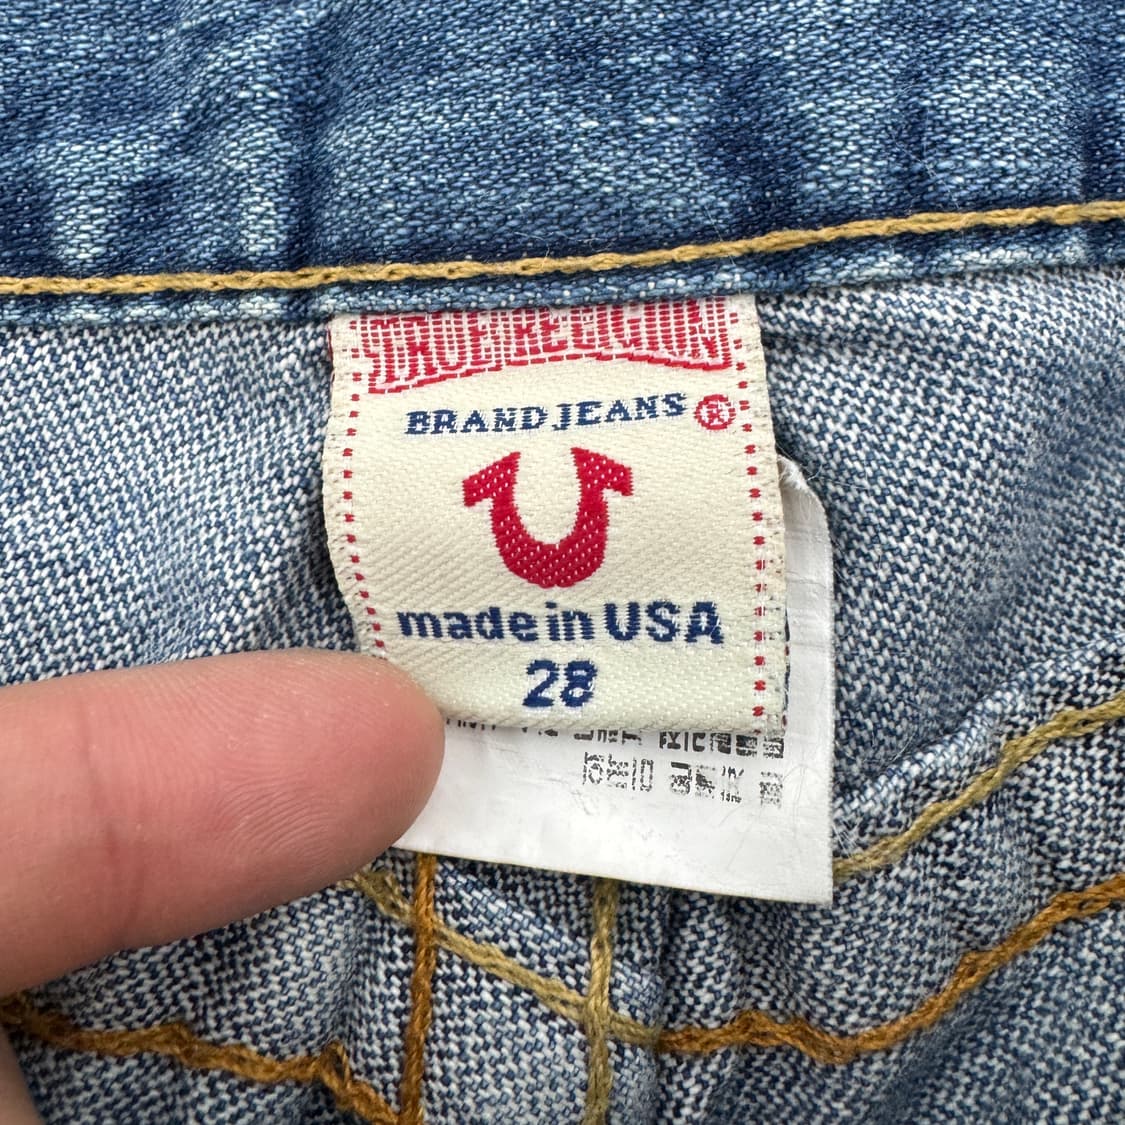 TRUE RELIGION
BRAND JEANS ®
made in USA
28